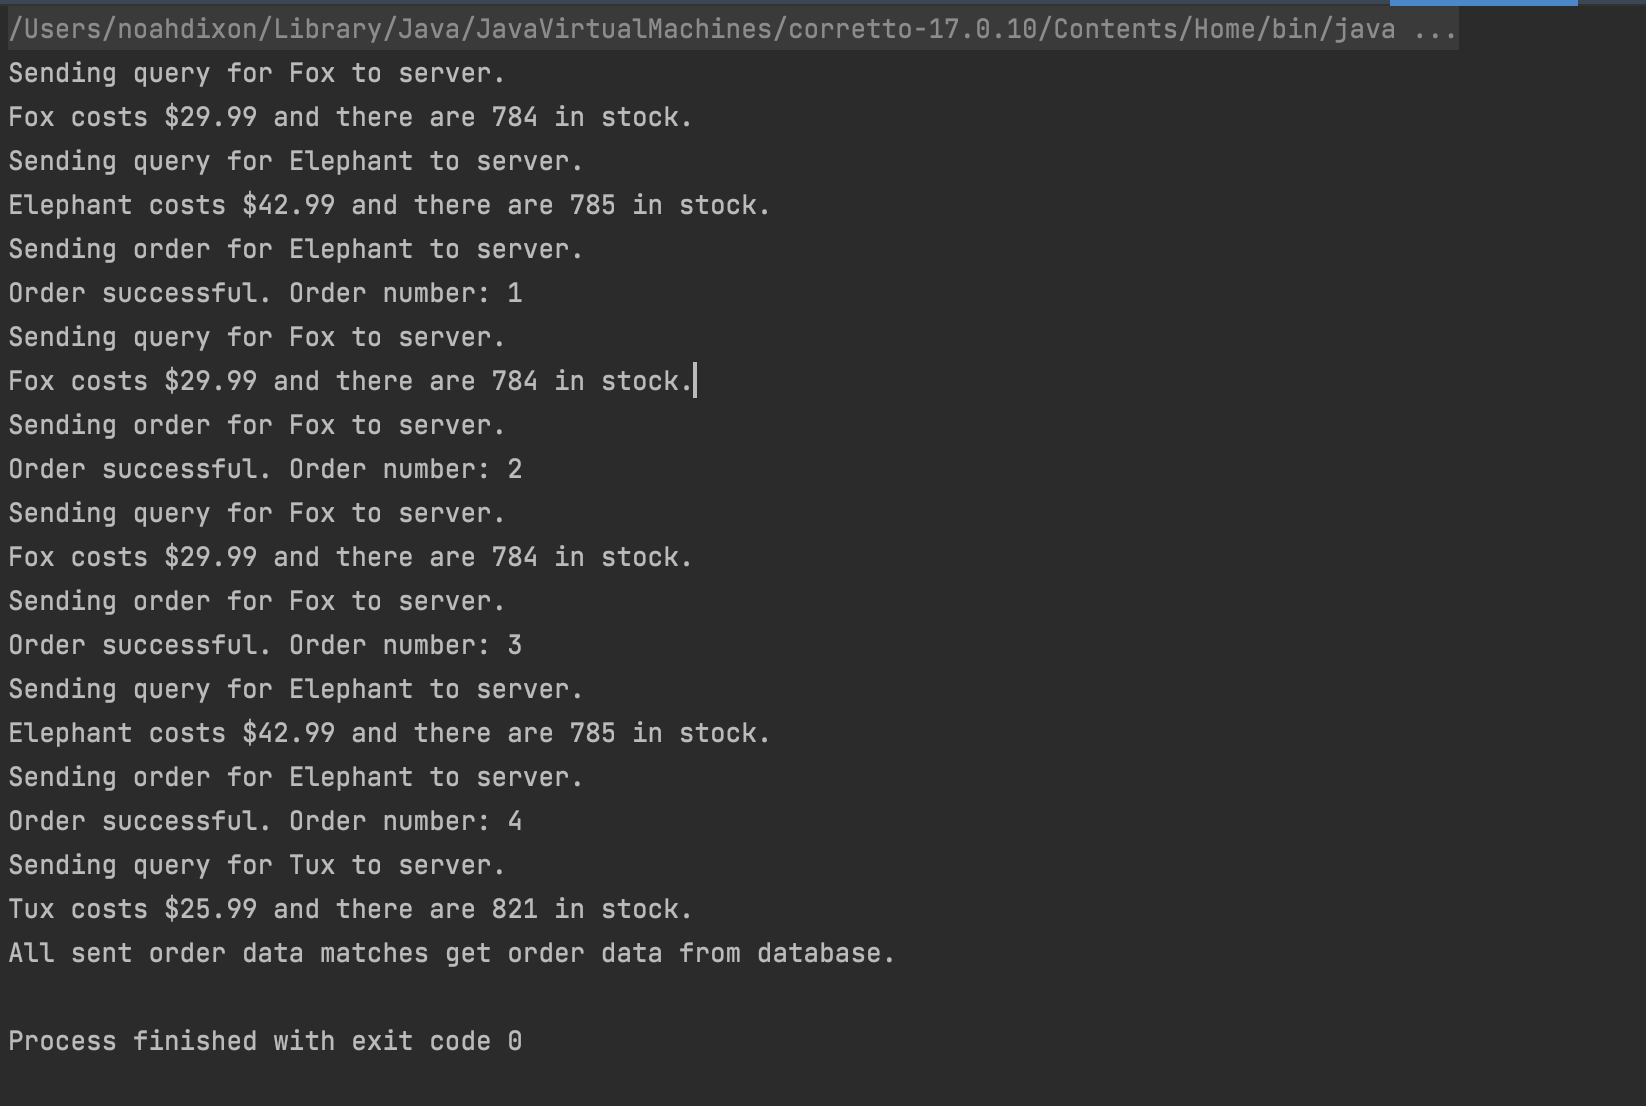 /Users/noahdixon/Library/Java/JavaVirtualMachines/corretto-17.0.10/Contents/Home/bin/java ...
Sending query for Fox to server.
Fox costs $29.99 and there are 784 in stock.
Sending query for Elephant to server.
Elephant costs $42.99 and there are 785 in stock.
Sending order for Elephant to server.
Order successful. Order number: 1
Sending query for Fox to server.
Fox costs $29.99 and there are 784 in stock.
Sending order for Fox to server.
Order successful. Order number: 2
Sending query for Fox to server.
Fox costs $29.99 and there are 784 in stock.
Sending order for Fox to server.
Order successful. Order number: 3
Sending query for Elephant to server.
Elephant costs $42.99 and there are 785 in stock.
Sending order for Elephant to server.
Order successful. Order number: 4
Sending query for Tux to server.
Tux costs $25.99 and there are 821 in stock.
All sent order data matches get order data from database.
Process finished with exit code 0